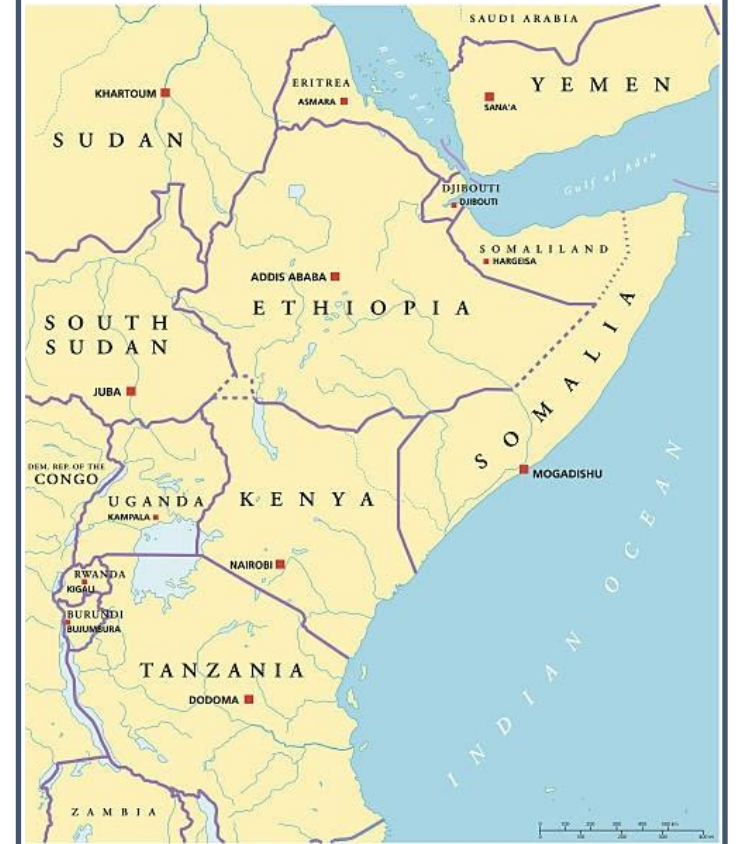 SAUDI ARABIA
RED SEA
YEMEN
SANA'A
ERITREA
ASMARA
KHARTOUM
SUDAN
Gulf of Aden
DJIBOUTI
DJIBOUTI
SOMALILAND
HARGEISA
ADDIS ABABA
ETHIOPIA
SOUTH
SUDAN
JUBA
SOMALIA
MOGADISHU
DEM. REP. OF THE
CONGO
UGANDA
KAMPALA
KENYA
NAIROBI
RWANDA
KIGALI
BURUNDI
BUJUMBURA
INDIAN OCEAN
TANZANIA
DODOMA
ZAMBIA